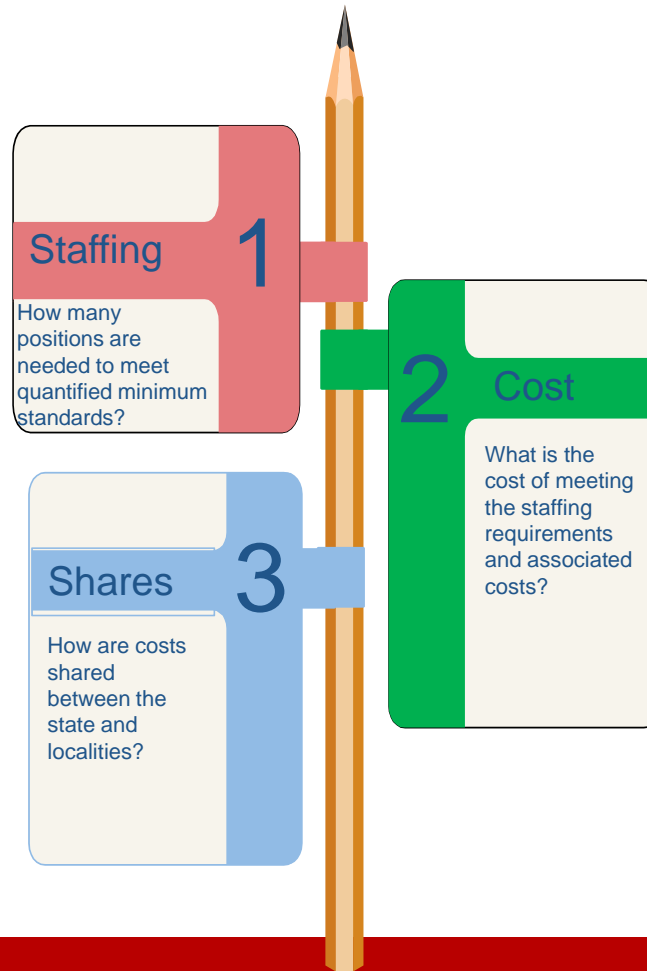 Staffing
1
How many
positions are
needed to meet
quantified minimum
standards?
2
Cost
What is the
cost of meeting
the staffing
requirements
and associated
costs?
Shares
3
How are costs
shared
between the
state and
localities?